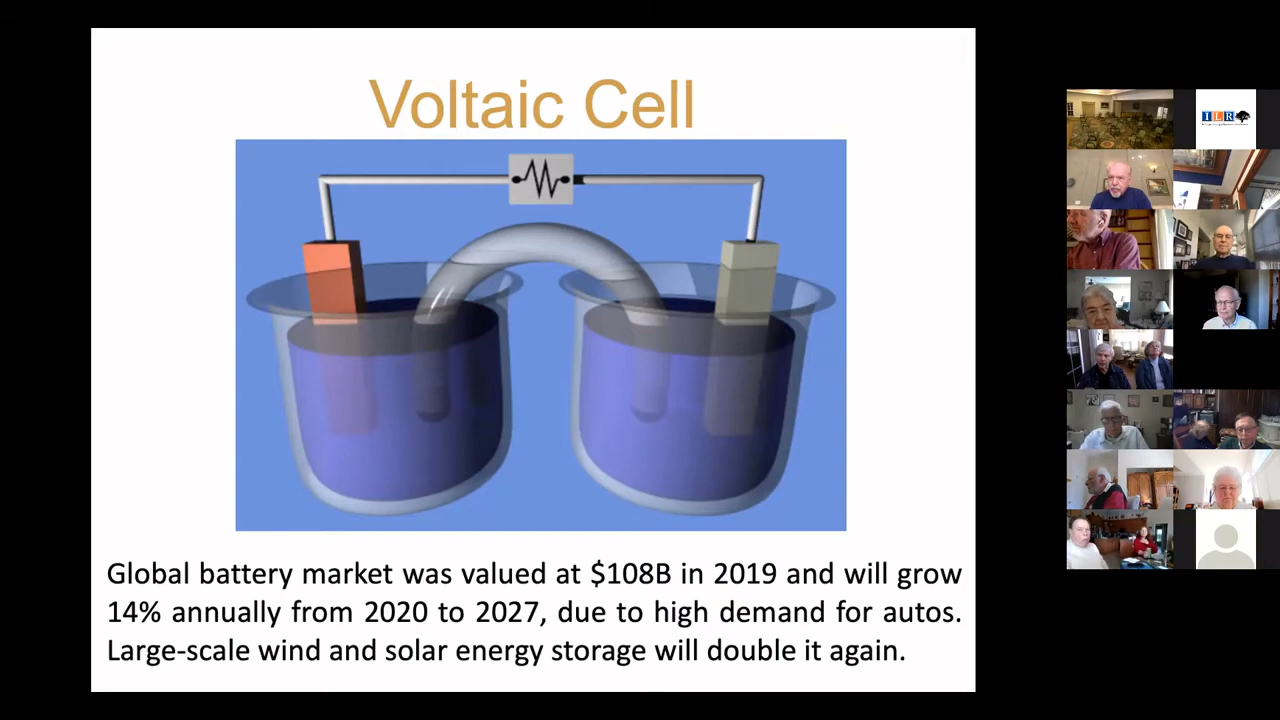 Voltaic Cell
Global battery market was valued at $108B in 2019 and will grow
14% annually from 2020 to 2027, due to high demand for autos.
Large-scale wind and solar energy storage will double it again.
ILR